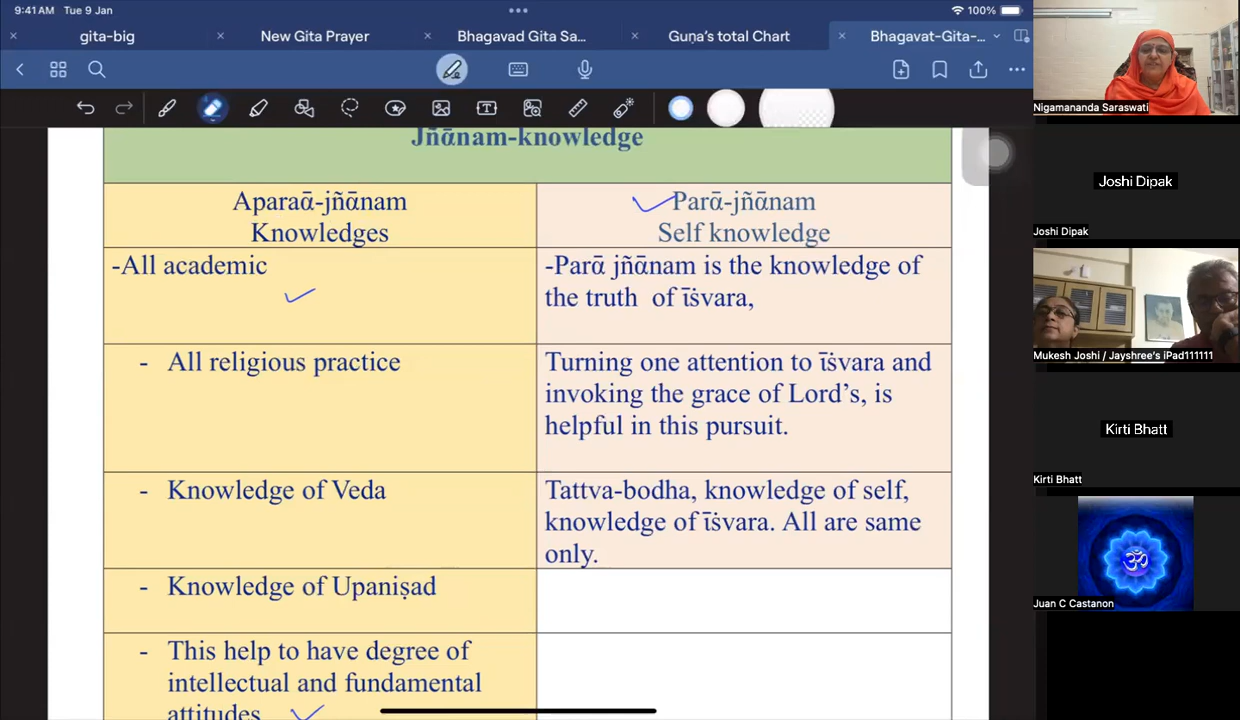 9:41 AM Tue 9 Jan
100%
gita-big
New Gita Prayer
Bhagavad Gita Sa...
Guṇa's total Chart
Bhagavat-Gita-...
Jñānam-knowledge
Aparaā-jñānam
Knowledges
Parā-jñānam
Self knowledge
-All academic
-Parā jñānam is the knowledge of
the truth of īṡvara,
- All religious practice
Turning one attention to īṡvara and
invoking the grace of Lord's, is
helpful in this pursuit.
- Knowledge of Veda
Tattva-bodha, knowledge of self,
knowledge of īṡvara. All are same
only.
- Knowledge of Upaniṣad
- This help to have degree of
intellectual and fundamental
attitudes
Nigamananda Saraswati
Joshi Dipak
Joshi Dipak
Mukesh Joshi / Jayshree's iPad111111
Kirti Bhatt
Kirti Bhatt
ॐ
Juan C Castanon